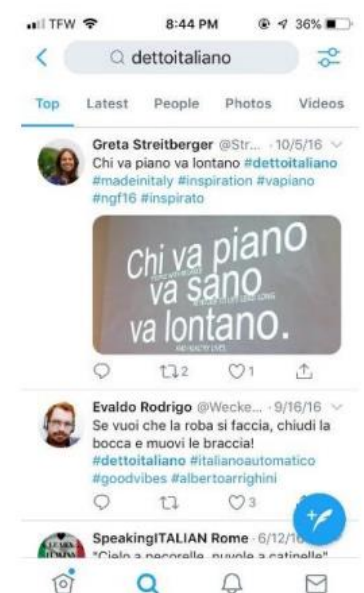 TFW 8:44 PM 36%
dettoitaliano
Top Latest People Photos Videos
Greta Streitberger @Str... · 10/5/16
Chi va piano va lontano #dettoitaliano
#madeinitaly #inspiration #vapiano
#ngf16 #inspirato
Chi va piano
va sano
va lontano.
AND HEALTHY LIVES
2 1
Evaldo Rodrigo @Wecke... · 9/16/16
Se vuoi che la roba si faccia, chiudi la
bocca e muovi le braccia!
#dettoitaliano #italianoautomatico
#goodvibes #albertoarrighini
3
SpeakingITALIAN Rome · 6/12/16
"Cielo a pecorelle, nuvole a catinelle"